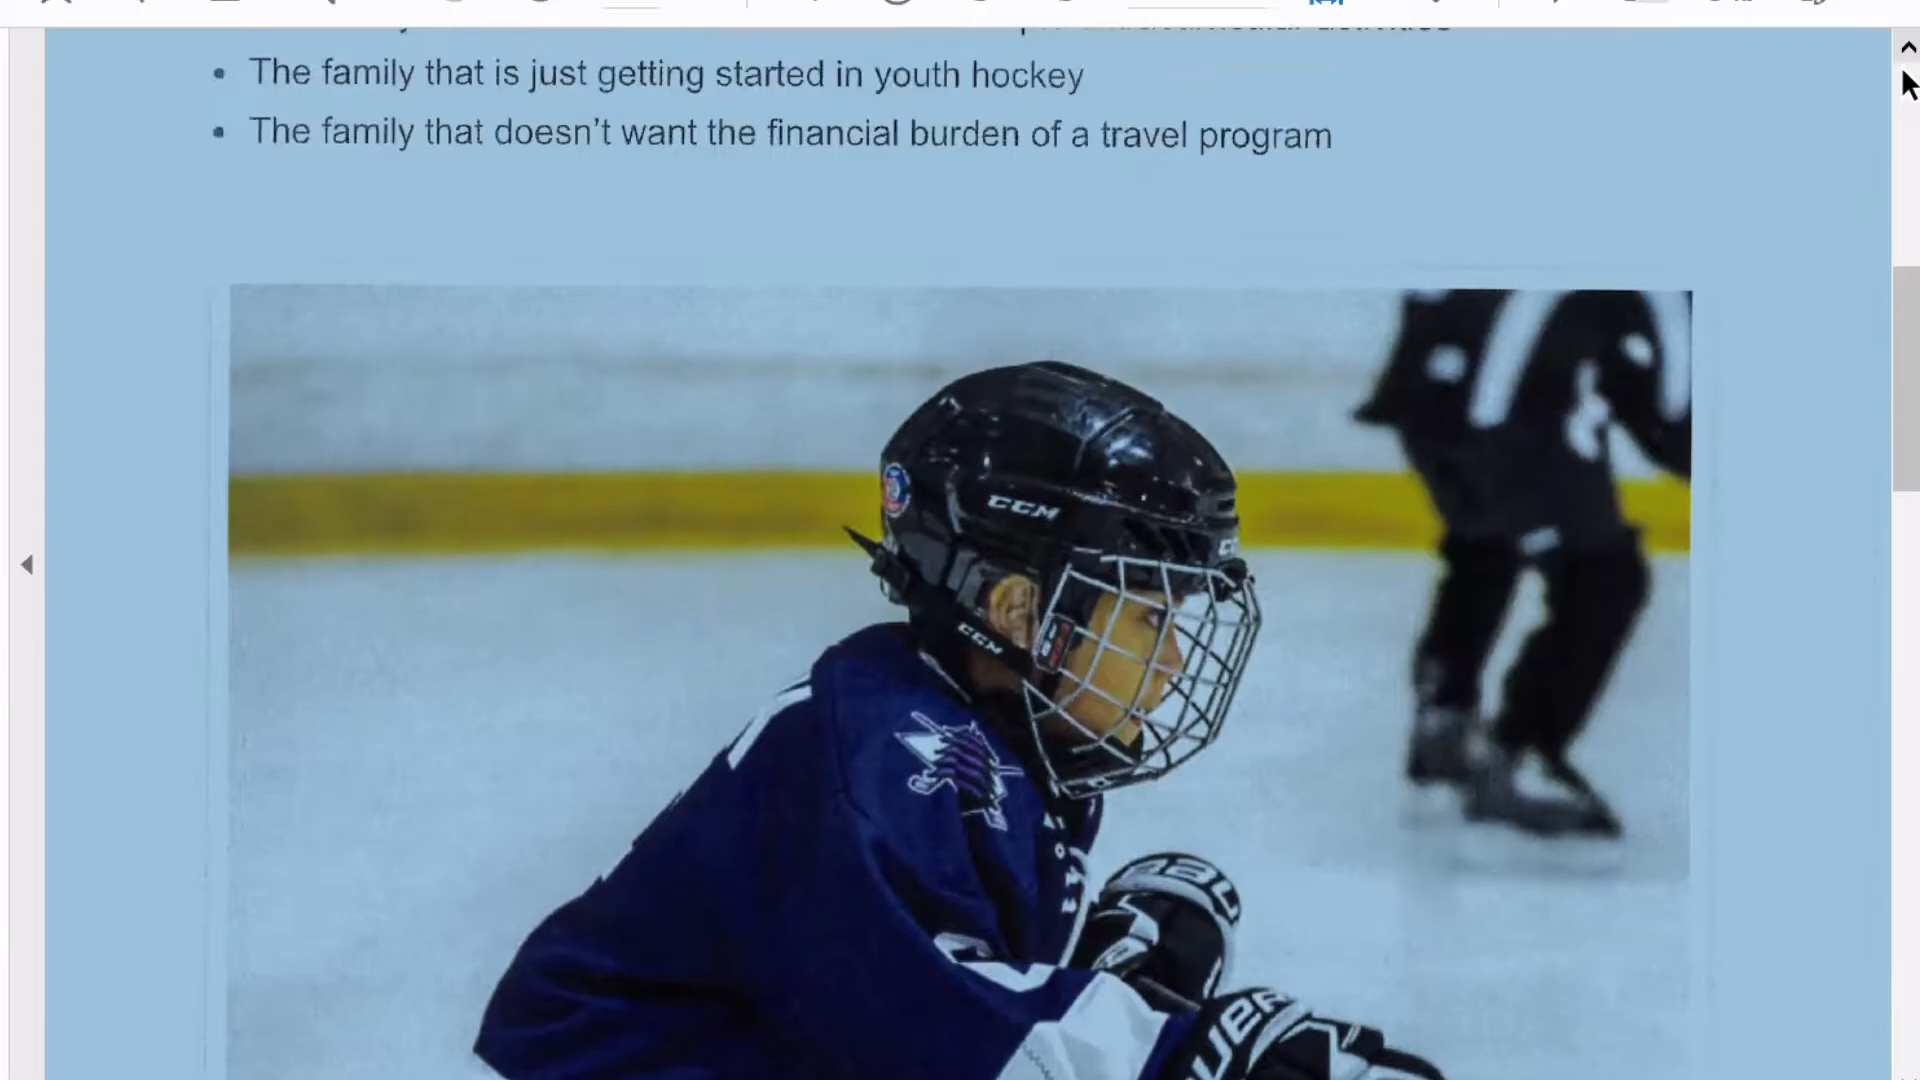 • The family that is just getting started in youth hockey
• The family that doesn’t want the financial burden of a travel program
CCM
CCM
BAUER